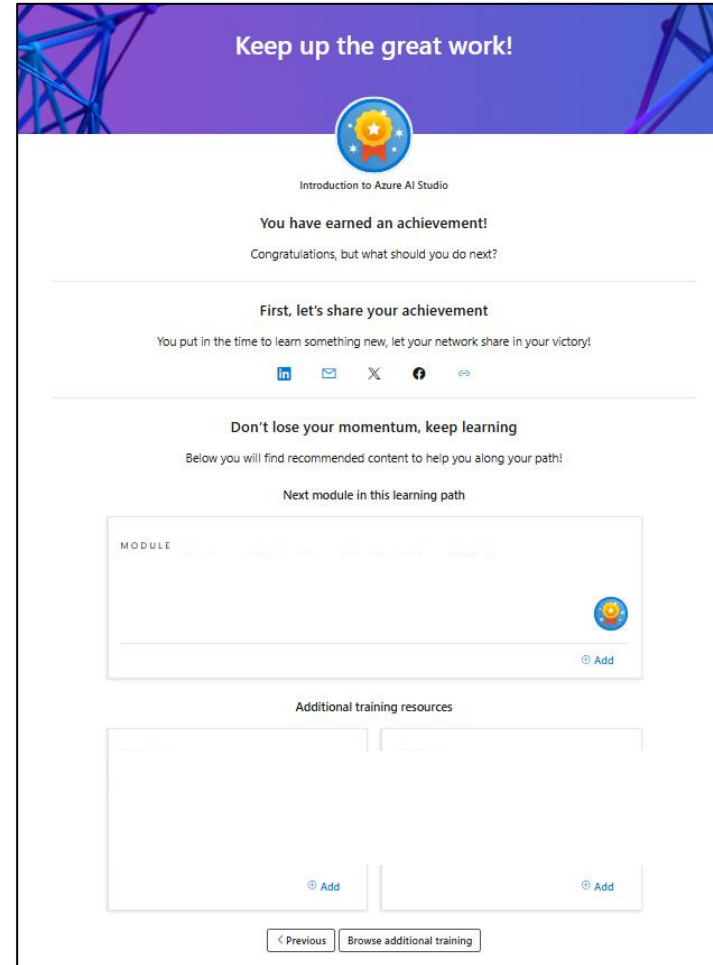 Keep up the great work!
Introduction to Azure AI Studio
You have earned an achievement!
Congratulations, but what should you do next?
First, let's share your achievement
You put in the time to learn something new, let your network share in your victory!
in
Don't lose your momentum, keep learning
Below you will find recommended content to help you along your path!
Next module in this learning path
MODULE
Add
Additional training resources
Add
Add
Previous
Browse additional training